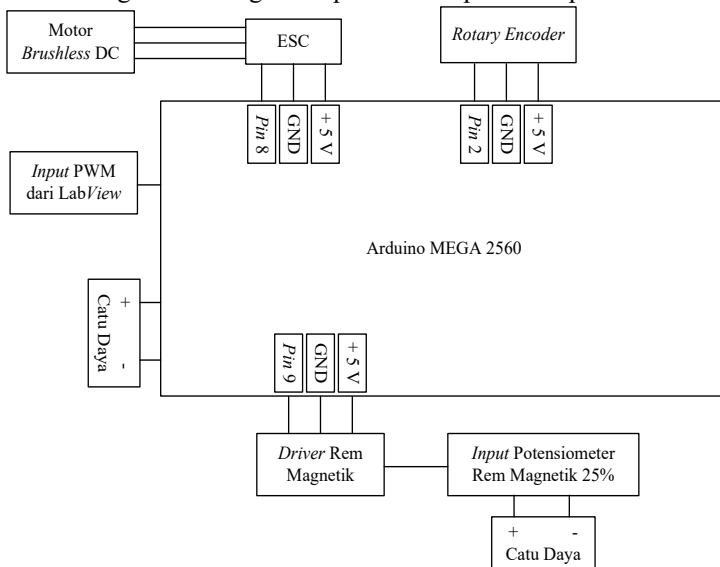 Motor
Brushless DC
ESC
Rotary Encoder
Pin 8
GND
+ 5 V
Pin 2
GND
+ 5 V
Input PWM
dari LabView
Arduino MEGA 2560
+
-
Catu Daya
Pin 9
GND
+ 5 V
Driver Rem
Magnetik
Input Potensiometer
Rem Magnetik 25%
+ -
Catu Daya